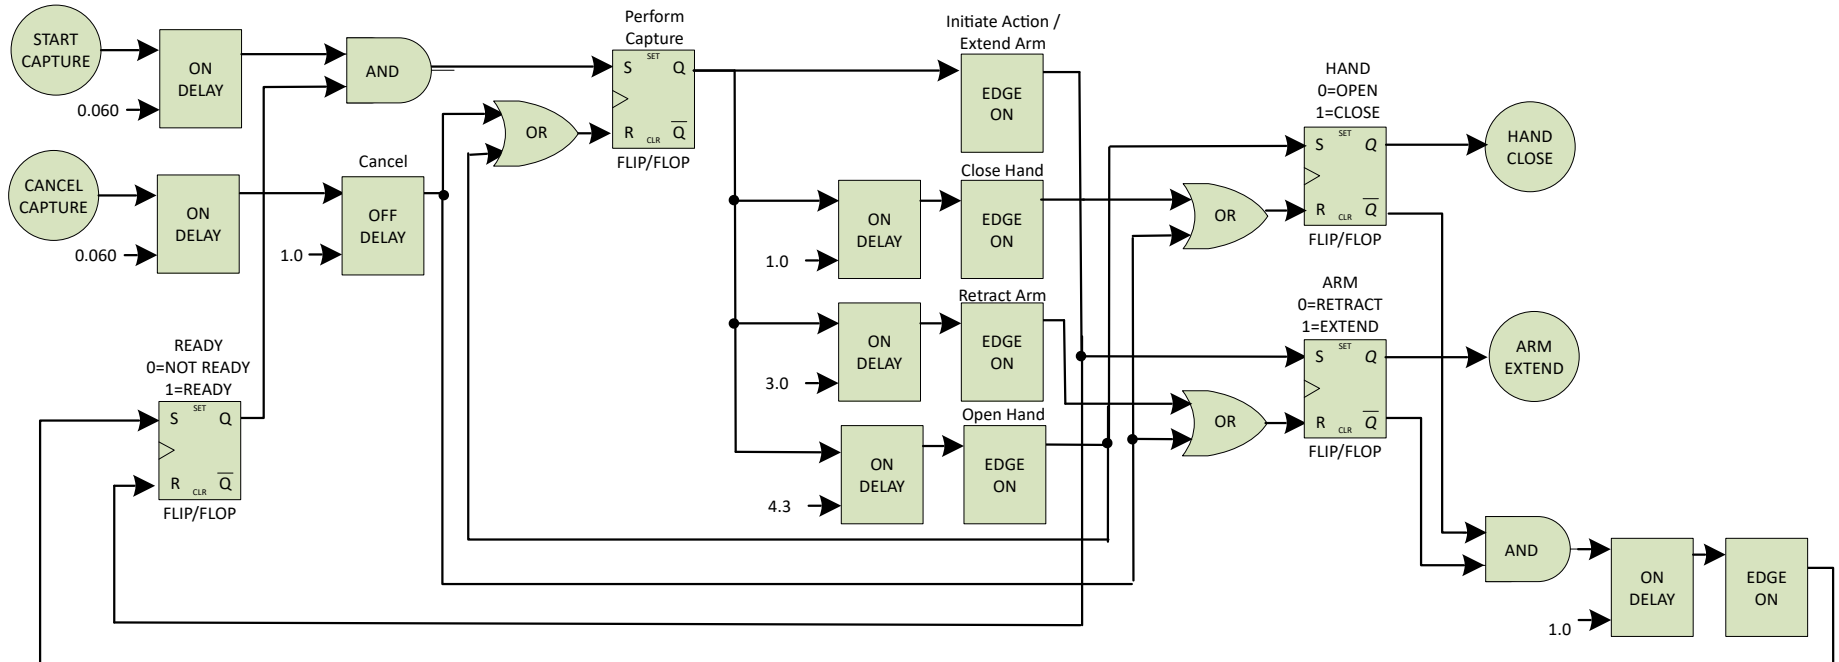 START
CAPTURE
ON
DELAY
0.060
AND
Perform
Capture
S
SET
Q
R
CLR
Q
FLIP/FLOP
OR
CANCEL
CAPTURE
ON
DELAY
0.060
Cancel
OFF
DELAY
1.0
READY
0=NOT READY
1=READY
S
SET
Q
R
CLR
Q
FLIP/FLOP
Initiate Action /
Extend Arm
EDGE
ON
Close Hand
ON
DELAY
1.0
EDGE
ON
Retract Arm
ON
DELAY
3.0
EDGE
ON
Open Hand
ON
DELAY
4.3
EDGE
ON
OR
HAND
0=OPEN
1=CLOSE
S
SET
Q
R
CLR
Q
FLIP/FLOP
HAND
CLOSE
OR
ARM
0=RETRACT
1=EXTEND
S
SET
Q
R
CLR
Q
FLIP/FLOP
ARM
EXTEND
AND
ON
DELAY
1.0
EDGE
ON